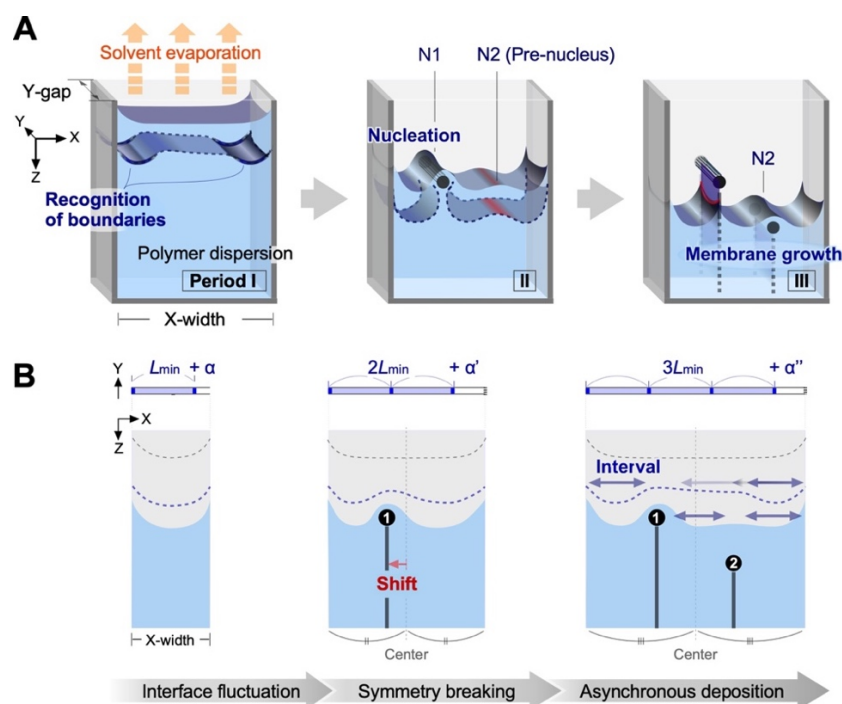 A
Solvent evaporation
Y-gap
Y
X
Z
Recognition
of boundaries
Polymer dispersion
Period I
X-width
N1
N2 (Pre-nucleus)
Nucleation
II
N2
Membrane growth
III
B
Y
X
Z
Lmin + α
X-width
2Lmin + α'
1
Shift
Center
3Lmin + α''
Interval
1
2
Center
Interface fluctuation
Symmetry breaking
Asynchronous deposition